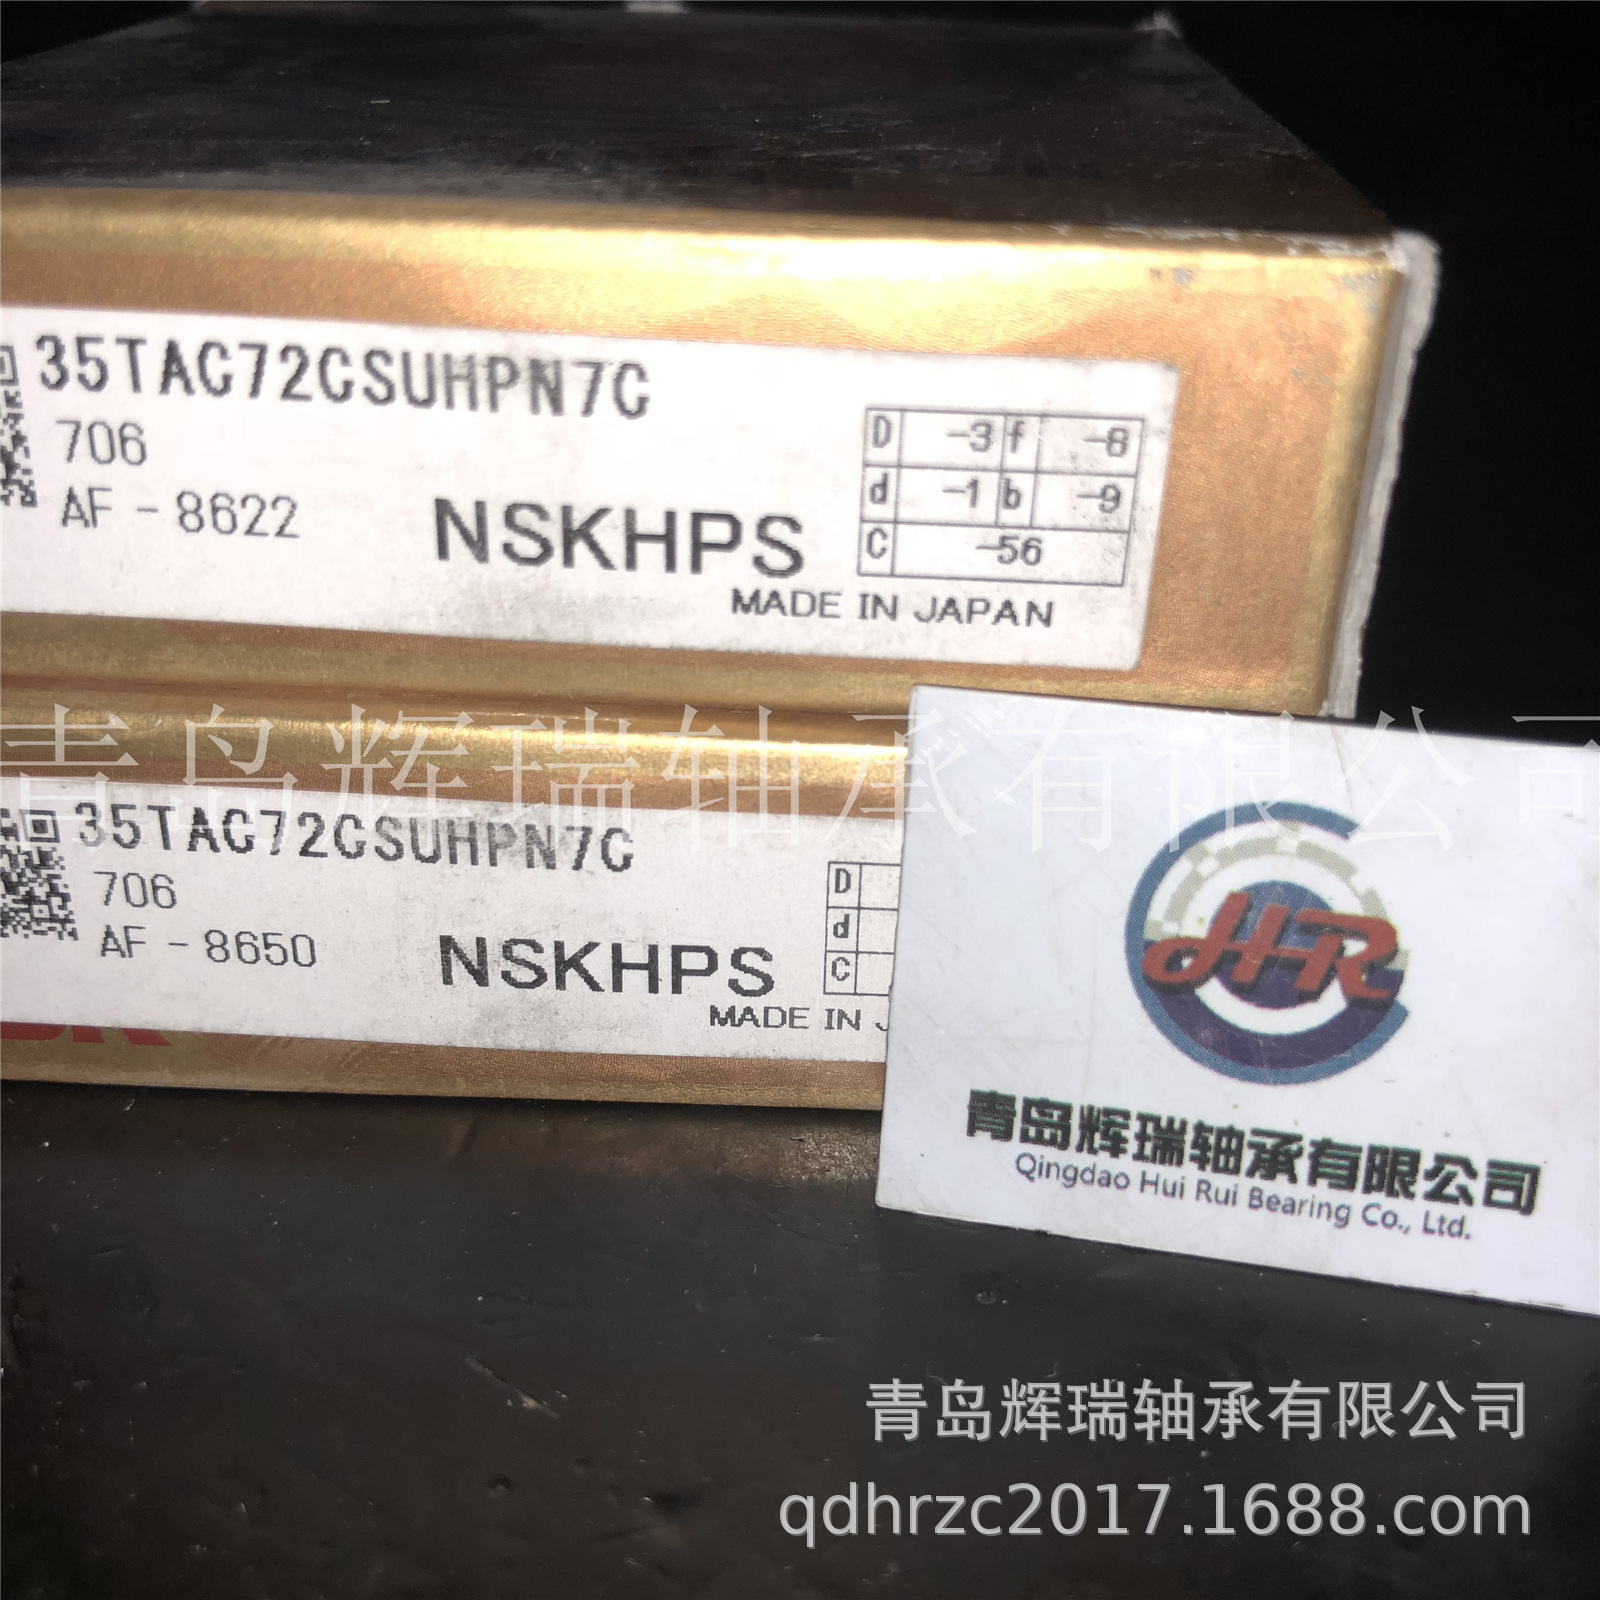 35TAC72CSUHPN7C
706
AF - 8622
NSKHPS
MADE IN JAPAN
D -3 f -8
d -1 b -9
C -56
青岛辉瑞轴承有限公司
35TAC72CSUHPN7C
706
AF - 8650
NSKHPS
MADE IN
D
d
C
HR
青岛辉瑞轴承有限公司
Qingdao Hui Rui Bearing Co., Ltd.
青岛辉瑞轴承有限公司
qdhrzc2017.1688.com